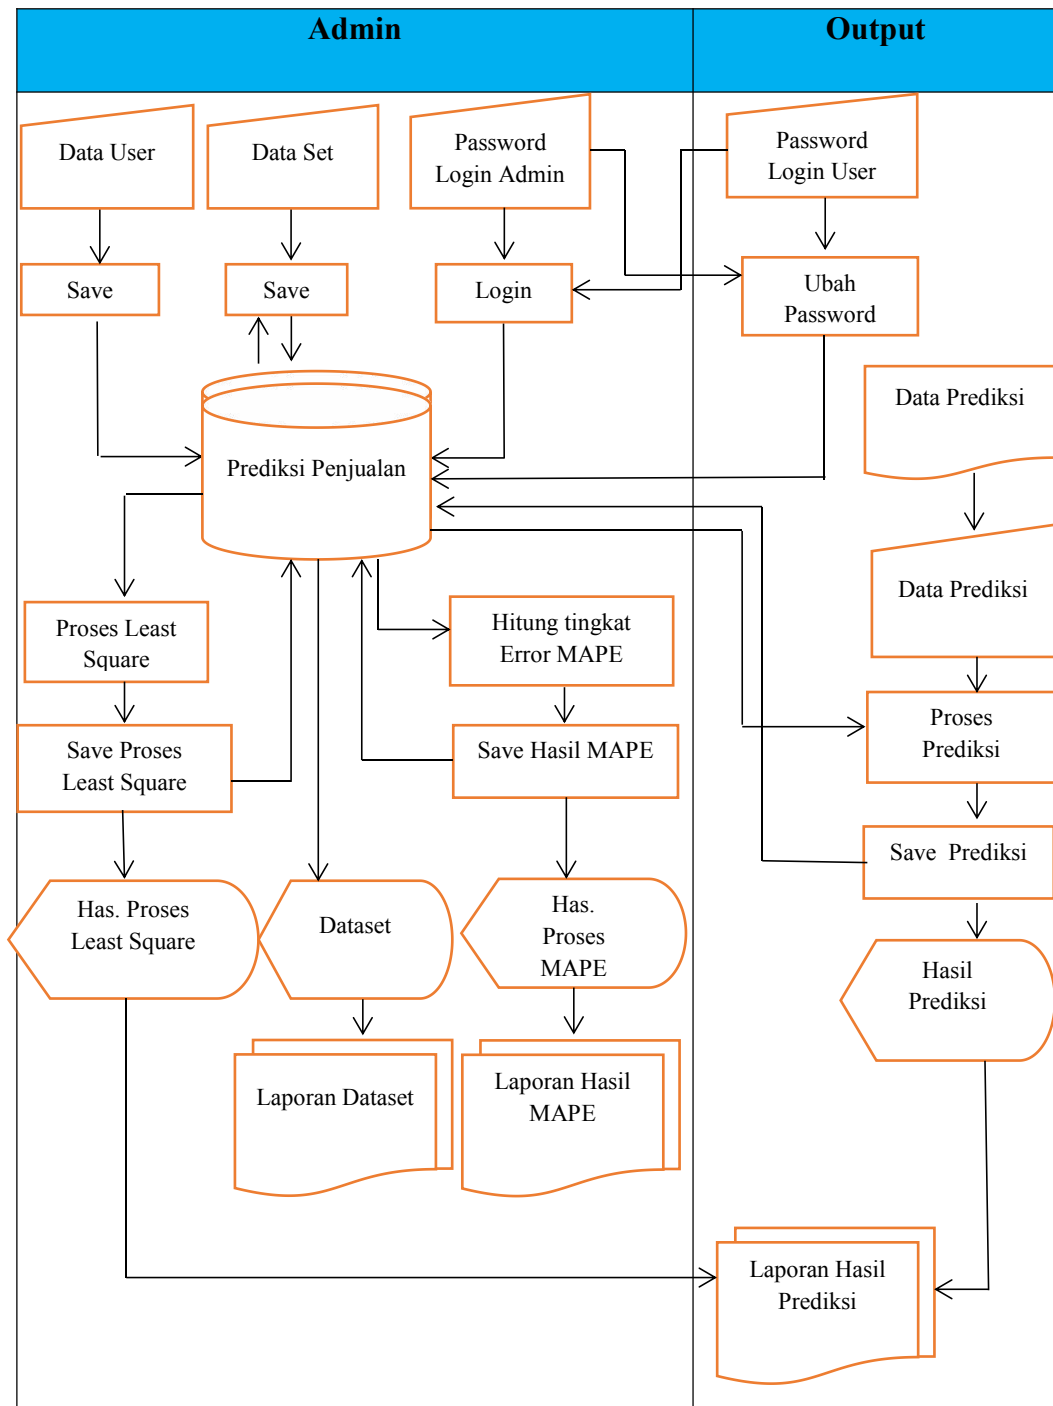 Admin
Output
Data User
Data Set
Password
Login Admin
Password
Login User
Save
Save
Login
Ubah
Password
Data Prediksi
Prediksi Penjualan
Data Prediksi
Proses Least
Square
Hitung tingkat
Error MAPE
Proses
Prediksi
Save Proses
Least Square
Save Hasil MAPE
Save  Prediksi
Has. Proses
Least Square
Dataset
Has.
Proses
MAPE
Hasil
Prediksi
Laporan Dataset
Laporan Hasil
MAPE
Laporan Hasil
Prediksi